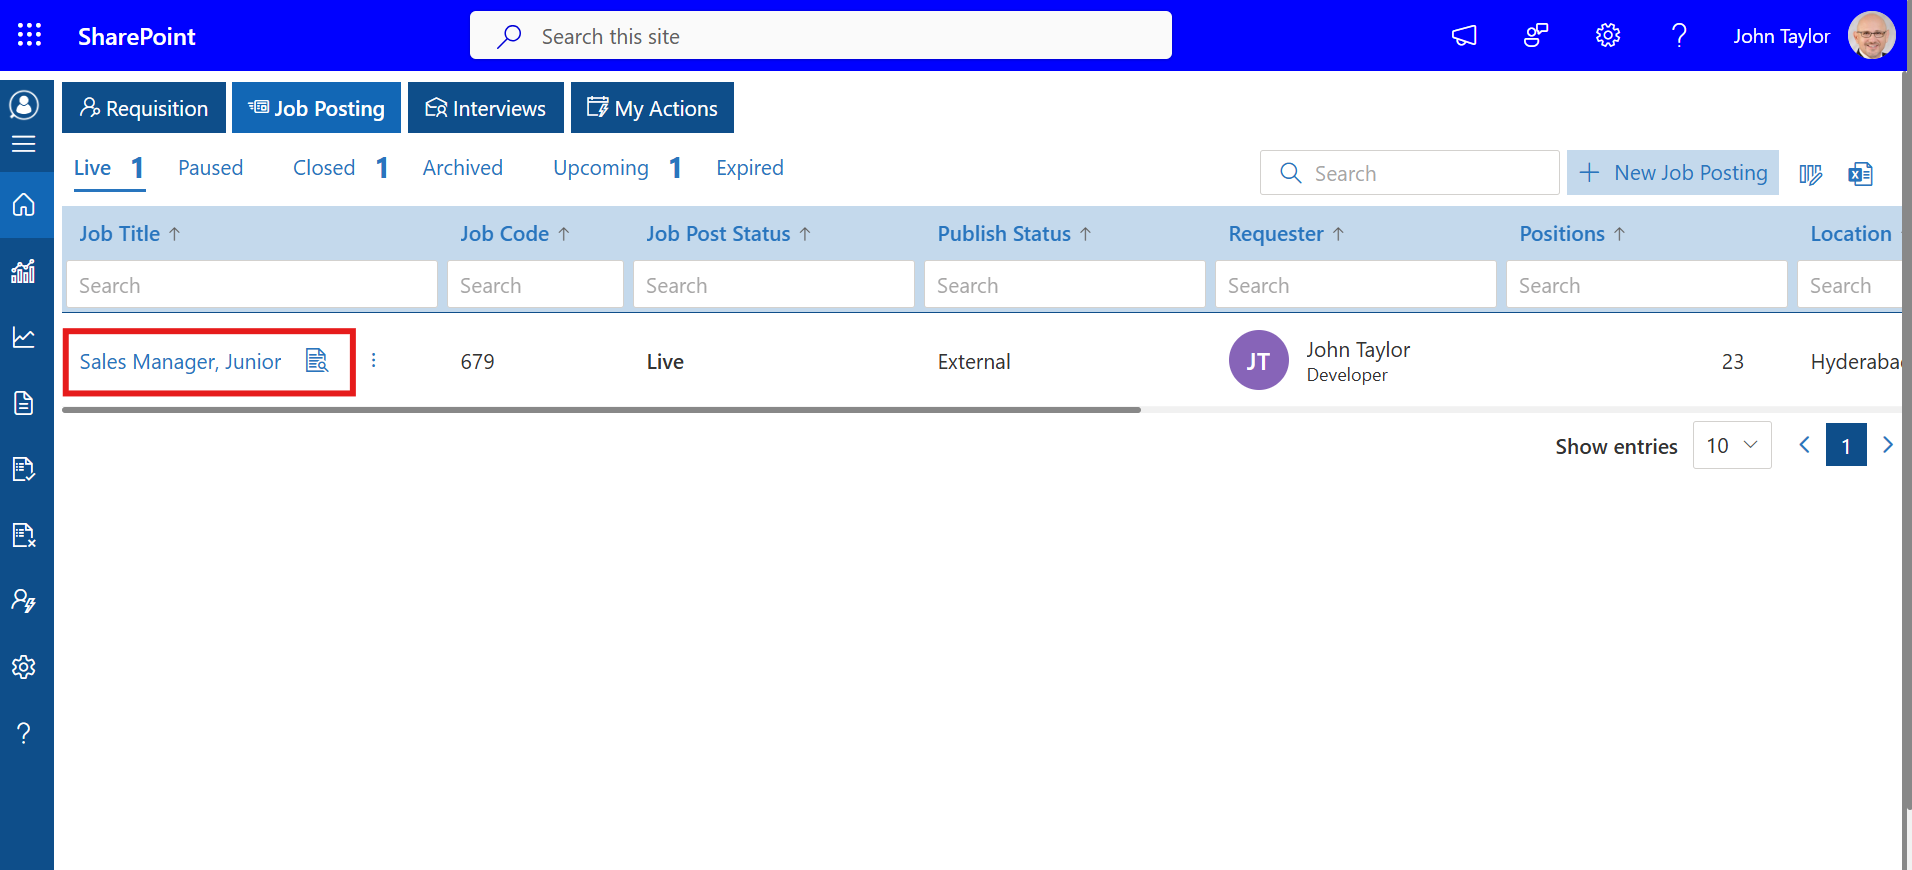 SharePoint
Search this site
John Taylor
Requisition
Job Posting
Interviews
My Actions
Live 1
Paused
Closed 1
Archived
Upcoming 1
Expired
Search
New Job Posting
Job Title
Job Code
Job Post Status
Publish Status
Requester
Positions
Location
Search
Search
Search
Search
Search
Search
Search
Sales Manager, Junior
679
Live
External
JT
John Taylor
Developer
23
Show entries
10
1